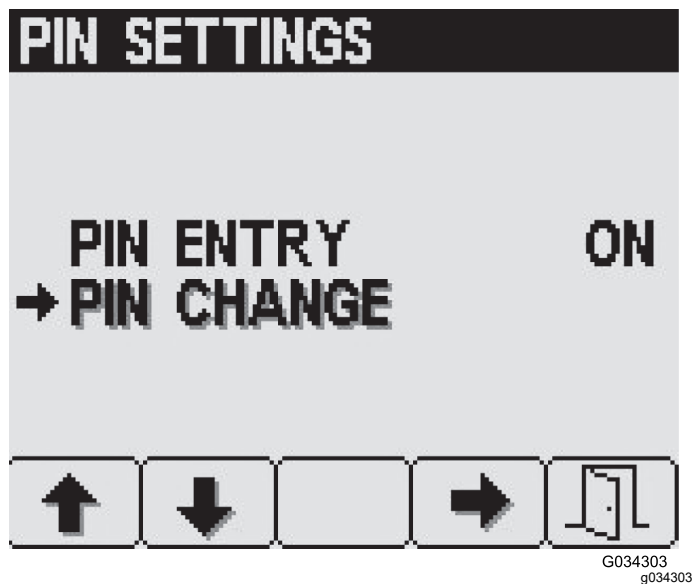 PIN SETTINGS
PIN ENTRY ON
PIN CHANGE
G034303
g034303